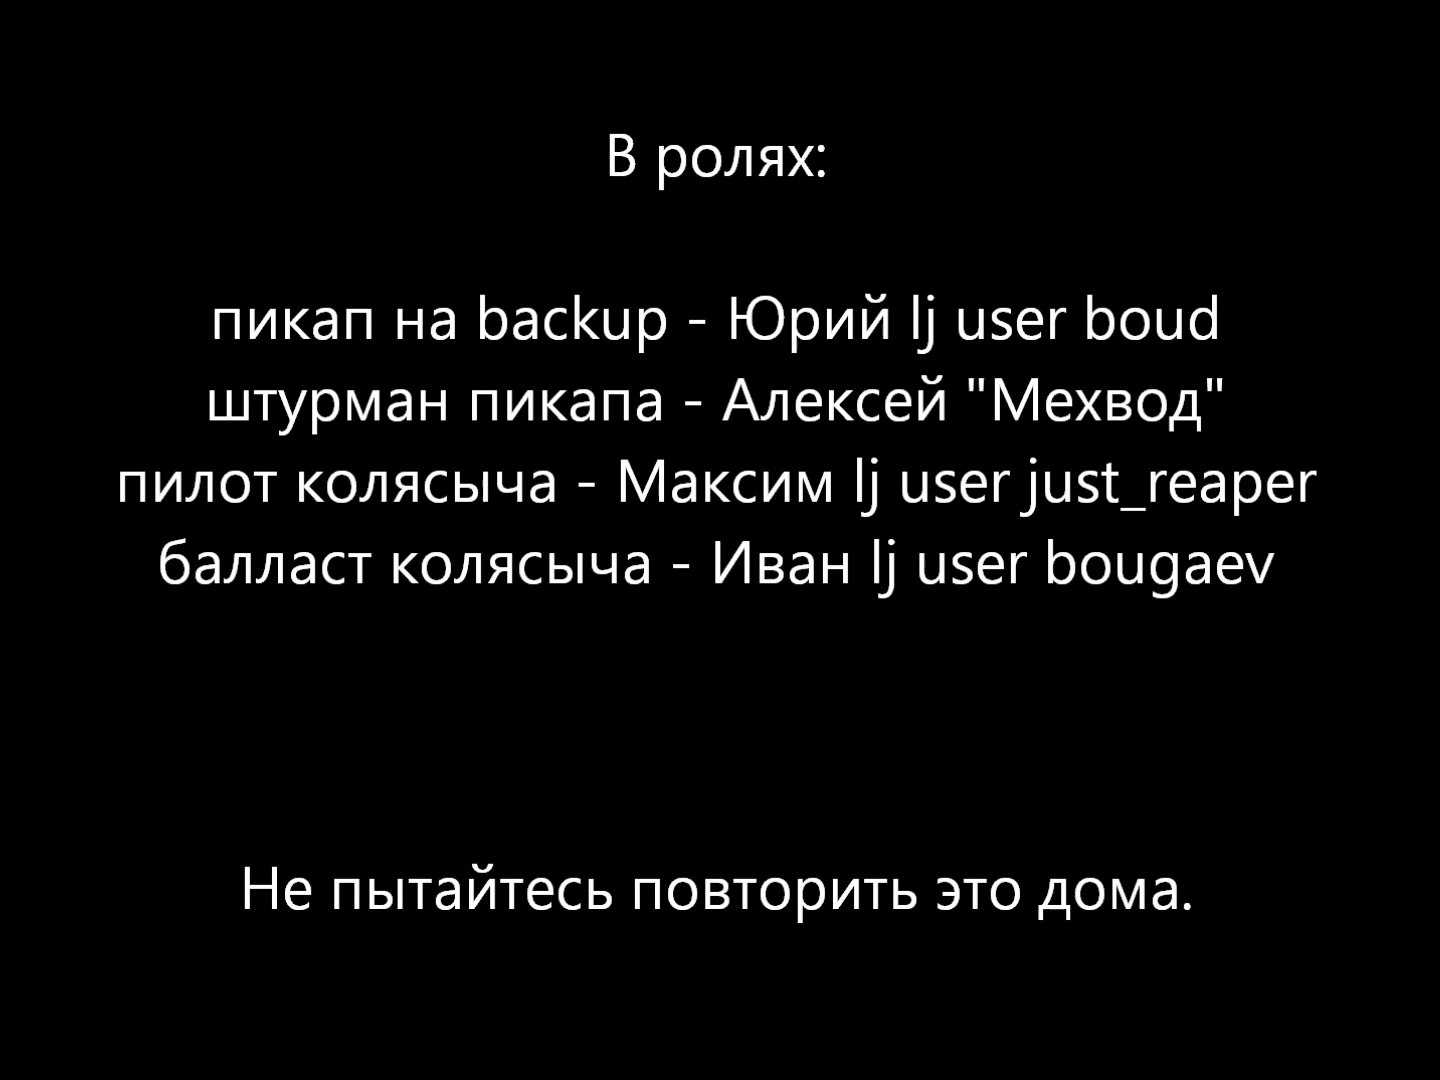 В ролях:
пикап на backup - Юрий lj user boud
штурман пикапа - Алексей "Мехвод"
пилот колясыча - Максим lj user just_reaper
балласт колясыча - Иван lj user bougaev
Не пытайтесь повторить это дома.